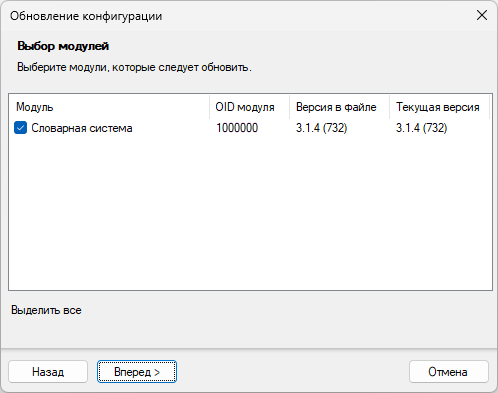 Обновление конфигурации
Выбор модулей
Выберите модули, которые следует обновить.
Модуль OID модуля Версия в файле Текущая версия
Словарная система 1000000 3.1.4 (732) 3.1.4 (732)
Выделить все
Назад Вперед > Отмена